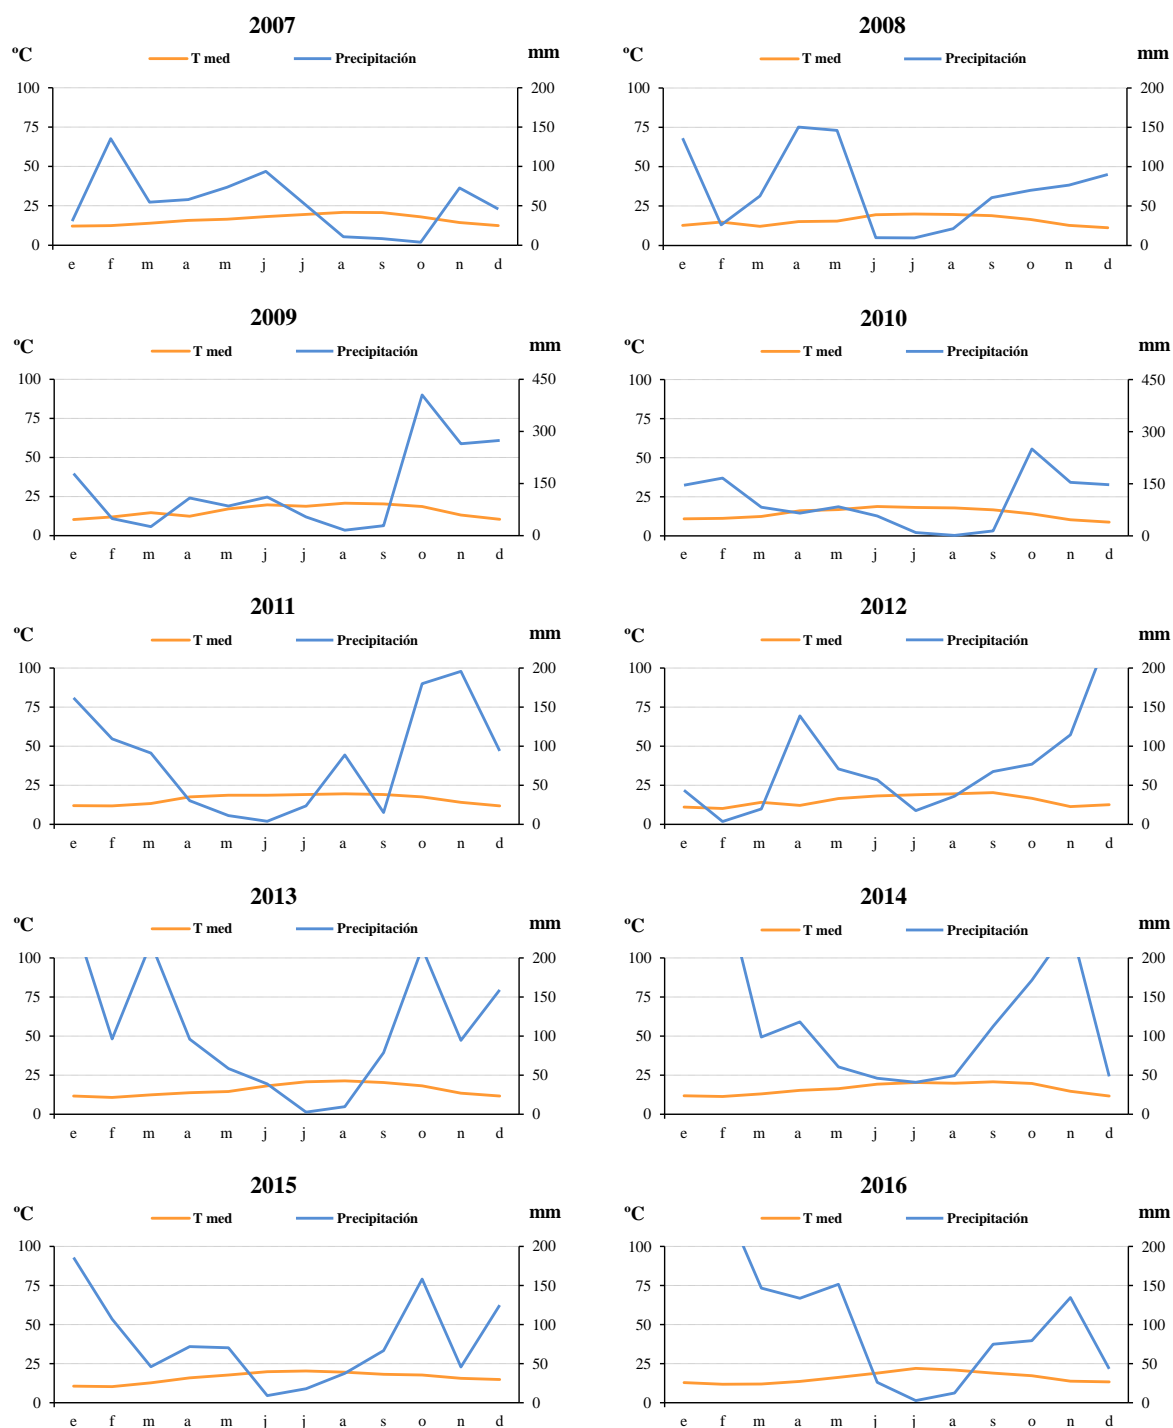 2007
ºC
T med
Precipitación
mm
100 200
75 150
50 100
25 50
0 0
e f m a m j j a s o n d
2008
ºC
T med
Precipitación
mm
100 200
75 150
50 100
25 50
0 0
e f m a m j j a s o n d
2009
ºC
T med
Precipitación
mm
100 450
75
300
50
150
25
0 0
e f m a m j j a s o n d
2010
ºC
T med
Precipitación
mm
100 450
75
300
50
150
25
0 0
e f m a m j j a s o n d
2011
ºC
T med
Precipitación
mm
100 200
75 150
50 100
25 50
0 0
e f m a m j j a s o n d
2012
ºC
T med
Precipitación
mm
100 200
75 150
50 100
25 50
0 0
e f m a m j j a s o n d
2013
ºC
T med
Precipitación
mm
100 200
75 150
50 100
25 50
0 0
e f m a m j j a s o n d
2014
ºC
T med
Precipitación
mm
100 200
75 150
50 100
25 50
0 0
e f m a m j j a s o n d
2015
ºC
T med
Precipitación
mm
100 200
75 150
50 100
25 50
0 0
e f m a m j j a s o n d
2016
ºC
T med
Precipitación
mm
100 200
75 150
50 100
25 50
0 0
e f m a m j j a s o n d